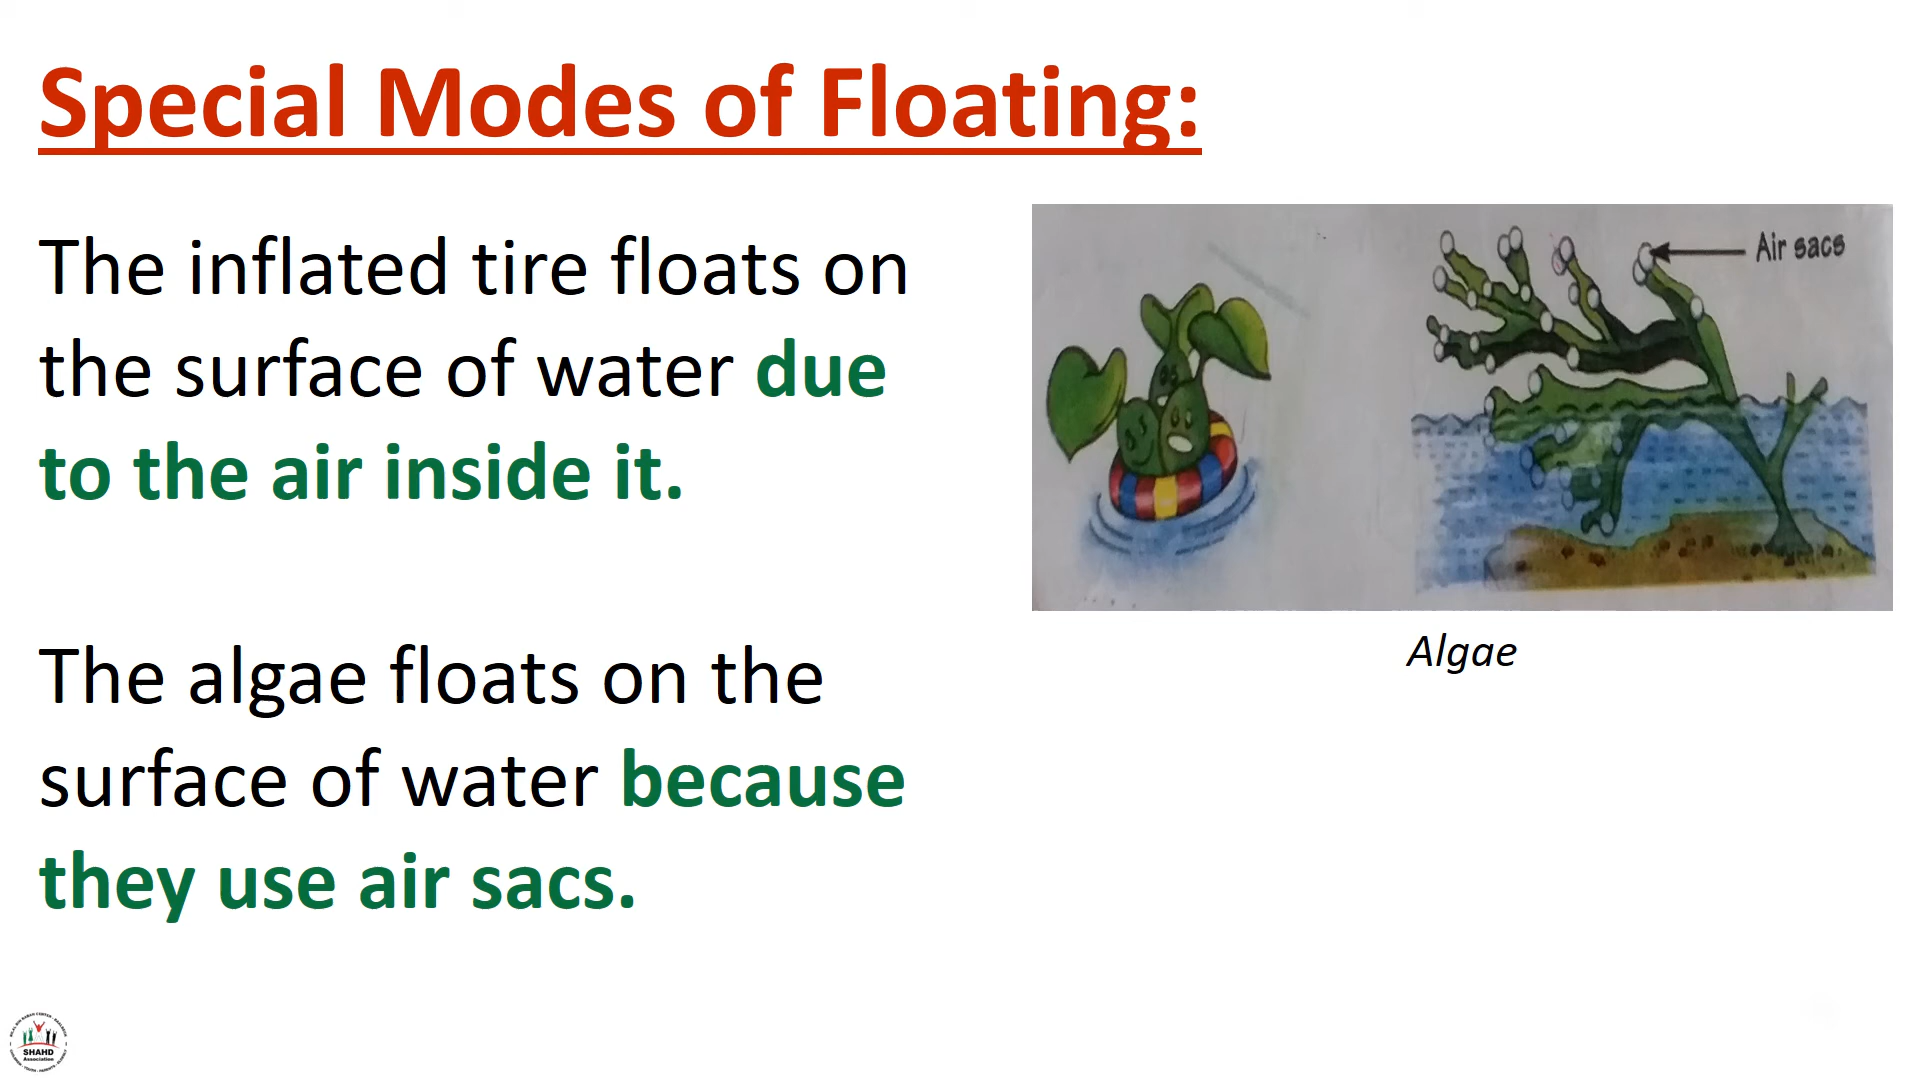 Special Modes of Floating:
The inflated tire floats on
the surface of water due
to the air inside it.
The algae floats on the
surface of water because
they use air sacs.
Air sacs
Algae
SHAHD
Association